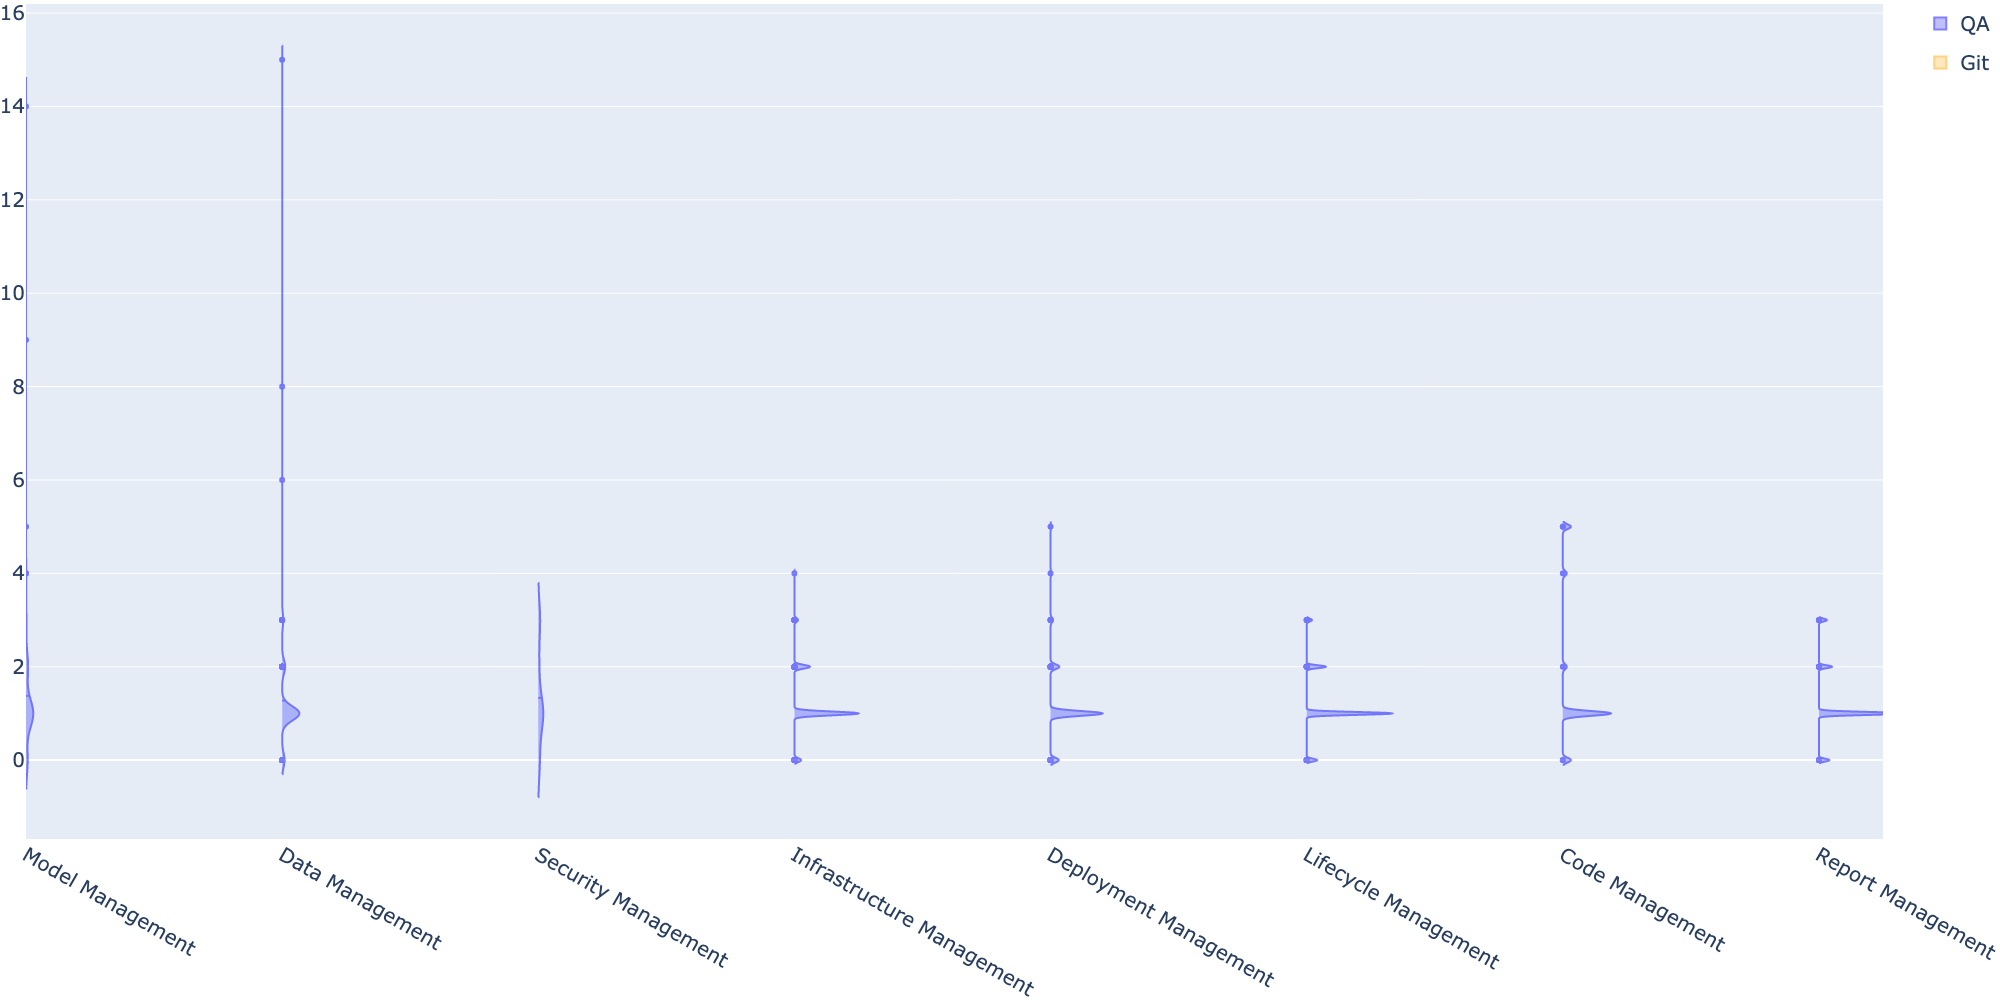 16
14
12
10
8
6
4
2
0
Model Management
Data Management
Security Management
Infrastructure Management
Deployment Management
Lifecycle Management
Code Management
Report Management
QA
Git